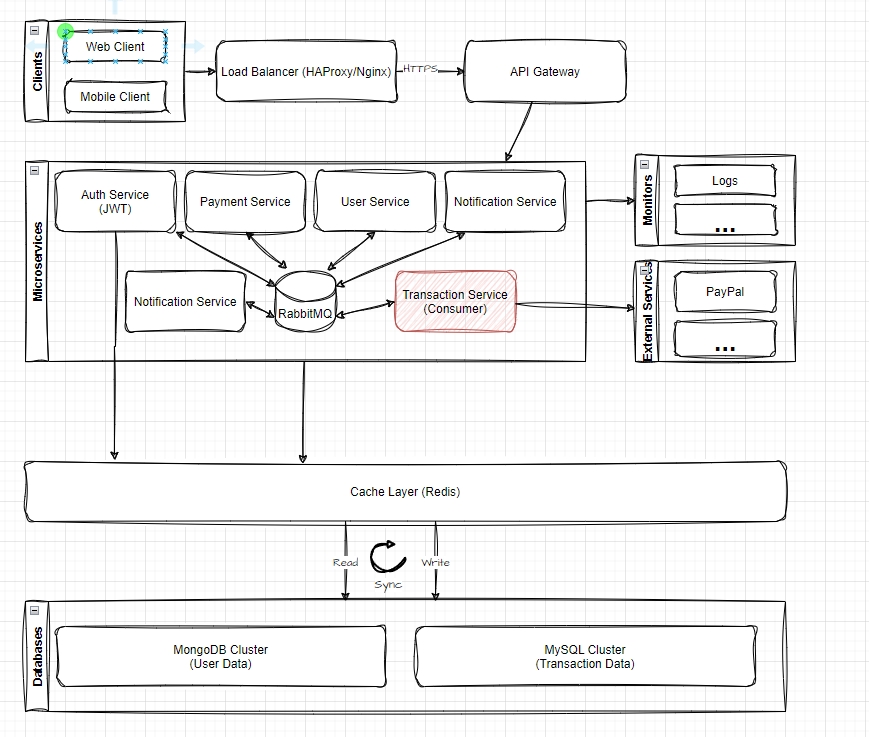 Clients
Web Client
Mobile Client
Load Balancer (HAProxy/Nginx)
HTTPS
API Gateway
Microservices
Auth Service
(JWT)
Payment Service
User Service
Notification Service
Notification Service
RabbitMQ
Transaction Service
(Consumer)
Monitors
Logs
...
External Services
PayPal
...
Cache Layer (Redis)
Read
Sync
Write
Databases
MongoDB Cluster
(User Data)
MySQL Cluster
(Transaction Data)